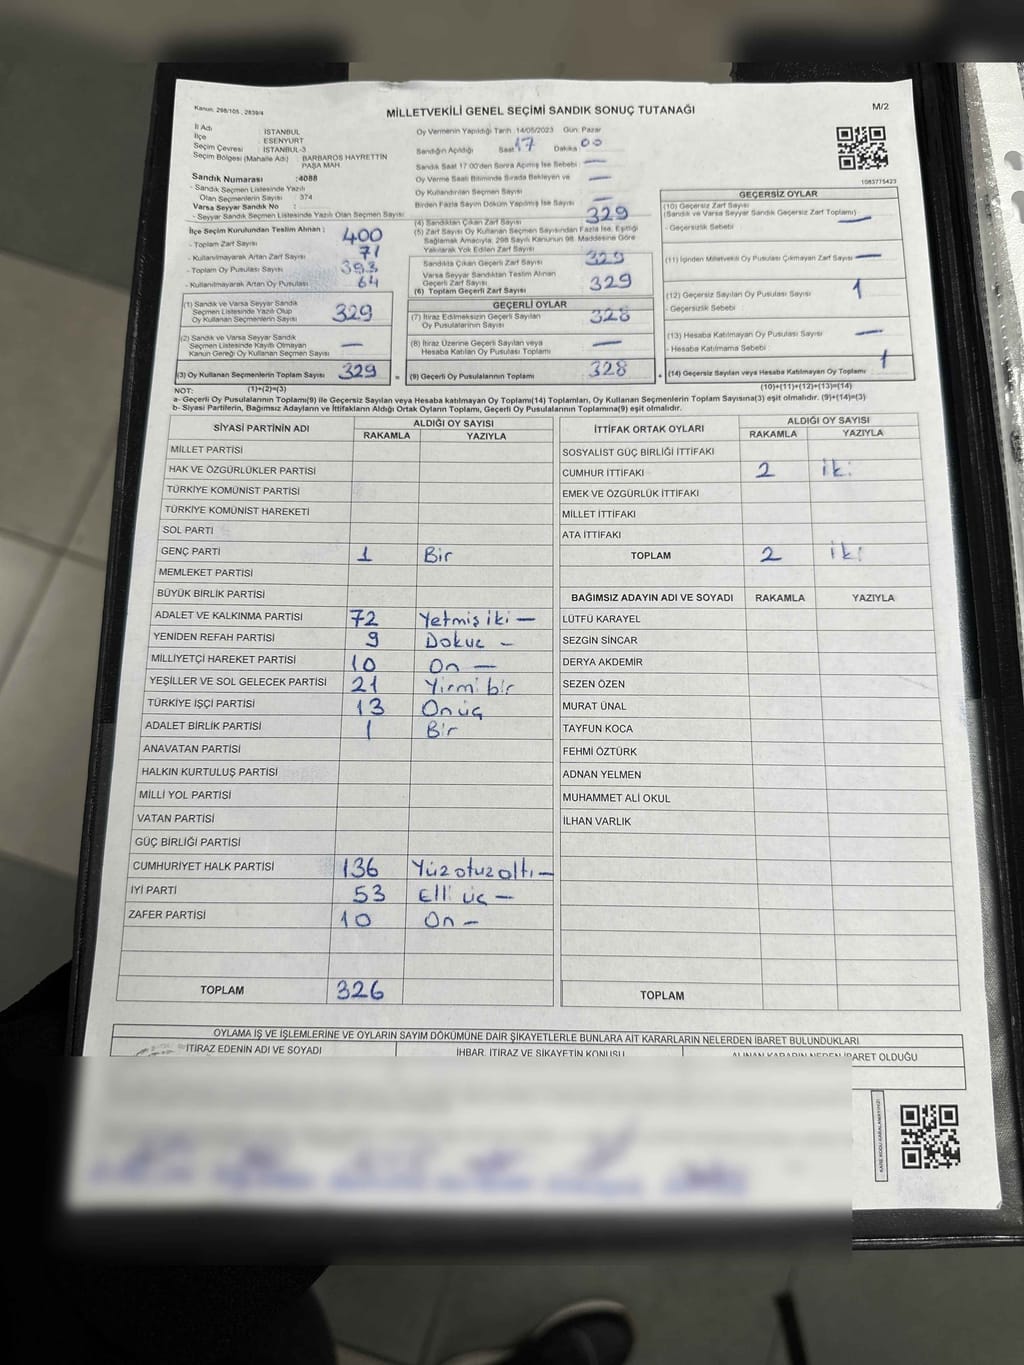 Kanun: 298/105 , 2839/4
MİLLETVEKİLİ GENEL SEÇİMİ SANDIK SONUÇ TUTANAĞI
M/2
İl Adı : İSTANBUL
İlçe : ESENYURT
Seçim Çevresi : İSTANBUL-3
Seçim Bölgesi (Mahalle Adı) : BARBAROS HAYRETTİN PAŞA MAH.
Sandık Numarası :4088
- Sandık Seçmen Listesinde Yazılı
Olan Seçmenlerin Sayısı : 374
Varsa Seyyar Sandık No :
- Seyyar Sandık Seçmen Listesinde Yazılı Olan Seçmen Sayısı:
Oy Vermenin Yapıldığı Tarih :14/05/2023 Gün: Pazar
Sandığın Açıldığı Saat 17 Dakika 00
Sandık Saat 17:00'den Sonra Açılmış İse Sebebi : —
Oy Verme Saati Bitiminde Sırada Bekleyen ve
Oy Kullandırılan Seçmen Sayısı —
Birden Fazla Sayım Döküm Yapılmış İse Sayısı : —
1083775423
İlçe Seçim Kurulundan Teslim Alınan :
- Toplam Zarf Sayısı 400
- Kullanılmayarak Artan Zarf Sayısı 71
- Toplam Oy Pusulası Sayısı 393
- Kullanılmayarak Artan Oy Pusulası 64
(1) Sandık ve Varsa Seyyar Sandık
Seçmen Listesinde Yazılı Olup
Oy Kullanan Seçmenlerin Sayısı 329
(2) Sandık ve Varsa Seyyar Sandık
Seçmen Listesinde Kayıtlı Olmayan
Kanun Gereği Oy Kullanan Seçmen Sayısı —
(3) Oy Kullanan Seçmenlerin Toplam Sayısı 329
(4) Sandıktan Çıkan Zarf Sayısı 329
(5) Zarf Sayısı Oy Kullanan Seçmen Sayısından Fazla İse, Eşitliği
Sağlamak Amacıyla, 298 Sayılı Kanunun 98. Maddesine Göre
Yakılarak Yok Edilen Zarf Sayısı
Sandıkta Çıkan Geçerli Zarf Sayısı 329
Varsa Seyyar Sandıktan Teslim Alınan
Geçerli Zarf Sayısı
(6) Toplam Geçerli Zarf Sayısı 329
GEÇERLİ OYLAR
(7) İtiraz Edilmeksizin Geçerli Sayılan
Oy Pusulalarının Sayısı 328
(8) İtiraz Üzerine Geçerli Sayılan veya
Hesaba Katılan Oy Pusulası Toplamı —
= (9) Geçerli Oy Pusulalarının Toplamı 328
GEÇERSİZ OYLAR
(10) Geçersiz Zarf Sayısı
(Sandık ve Varsa Seyyar Sandık Geçersiz Zarf Toplamı) —
- Geçersizlik Sebebi
(11) İçinden Milletvekili Oy Pusulası Çıkmayan Zarf Sayısı —
(12) Geçersiz Sayılan Oy Pusulası Sayısı 1
- Geçersizlik Sebebi:
(13) Hesaba Katılmayan Oy Pusulası Sayısı —
- Hesaba Katılmama Sebebi
+ (14) Geçersiz Sayılan veya Hesaba Katılmayan Oy Toplamı 1
NOT: (1)+(2)=(3) (10)+(11)+(12)+(13)=(14)
a- Geçerli Oy Pusulaları Toplamı(9) ile Geçersiz Sayılan veya Hesaba katılmayan Oy Toplamı(14) Toplamları, Oy Kullanan Seçmenlerin Toplam Sayısına(3) eşit olmalıdır. (9)+(14)=(3)
b- Siyasi Partilerin, Bağımsız Adayların ve İttifakların Aldığı Ortak Oyların Toplamı, Geçerli Oy Pusulalarının Toplamına(9) eşit olmalıdır.
SİYASİ PARTİNİN ADI ALDIĞI OY SAYISI
RAKAMLA YAZIYLA
MİLLET PARTİSİ
HAK VE ÖZGÜRLÜKLER PARTİSİ
TÜRKİYE KOMÜNİST PARTİSİ
TÜRKİYE KOMÜNİST HAREKETİ
SOL PARTİ
GENÇ PARTİ 1 Bir
MEMLEKET PARTİSİ
BÜYÜK BİRLİK PARTİSİ
ADALET VE KALKINMA PARTİSİ 72 Yetmiş iki —
YENİDEN REFAH PARTİSİ 9 Dokuz —
MİLLİYETÇİ HAREKET PARTİSİ 10 On —
YEŞİLLER VE SOL GELECEK PARTİSİ 21 Yirmi bir
TÜRKİYE İŞÇİ PARTİSİ 13 On üç
ADALET BİRLİK PARTİSİ 1 Bir
ANAVATAN PARTİSİ
HALKIN KURTULUŞ PARTİSİ
MİLLİ YOL PARTİSİ
VATAN PARTİSİ
GÜÇ BİRLİĞİ PARTİSİ
CUMHURİYET HALK PARTİSİ 136 Yüz otuz altı —
İYİ PARTİ 53 Elli üç —
ZAFER PARTİSİ 10 On —
TOPLAM 326
İTTİFAK ORTAK OYLARI ALDIĞI OY SAYISI
RAKAMLA YAZIYLA
SOSYALİST GÜÇ BİRLİĞİ İTTİFAKI
CUMHUR İTTİFAKI 2 iki
EMEK VE ÖZGÜRLÜK İTTİFAKI
MİLLET İTTİFAKI
ATA İTTİFAKI
TOPLAM 2 iki
BAĞIMSIZ ADAYIN ADI VE SOYADI RAKAMLA YAZIYLA
LÜTFÜ KARAYEL
SEZGİN SİNCAR
DERYA AKDEMİR
SEZEN ÖZEN
MURAT ÜNAL
TAYFUN KOCA
FEHMİ ÖZTÜRK
ADNAN YELMEN
MUHAMMET ALİ OKUL
İLHAN VARLIK
TOPLAM
OYLAMA İŞ VE İŞLEMLERİNE VE OYLARIN SAYIM DÖKÜMÜNE DAİR ŞİKAYETLERLE BUNLARA AİT KARARLARIN NELERDEN İBARET BULUNDUKLARI
İTİRAZ EDENİN ADI VE SOYADI İHBAR, İTİRAZ VE ŞİKAYETİN KONUSU ALINAN KARARIN NEDEN İBARET OLDUĞU
KARE KODU KARALAMAYINIZ!